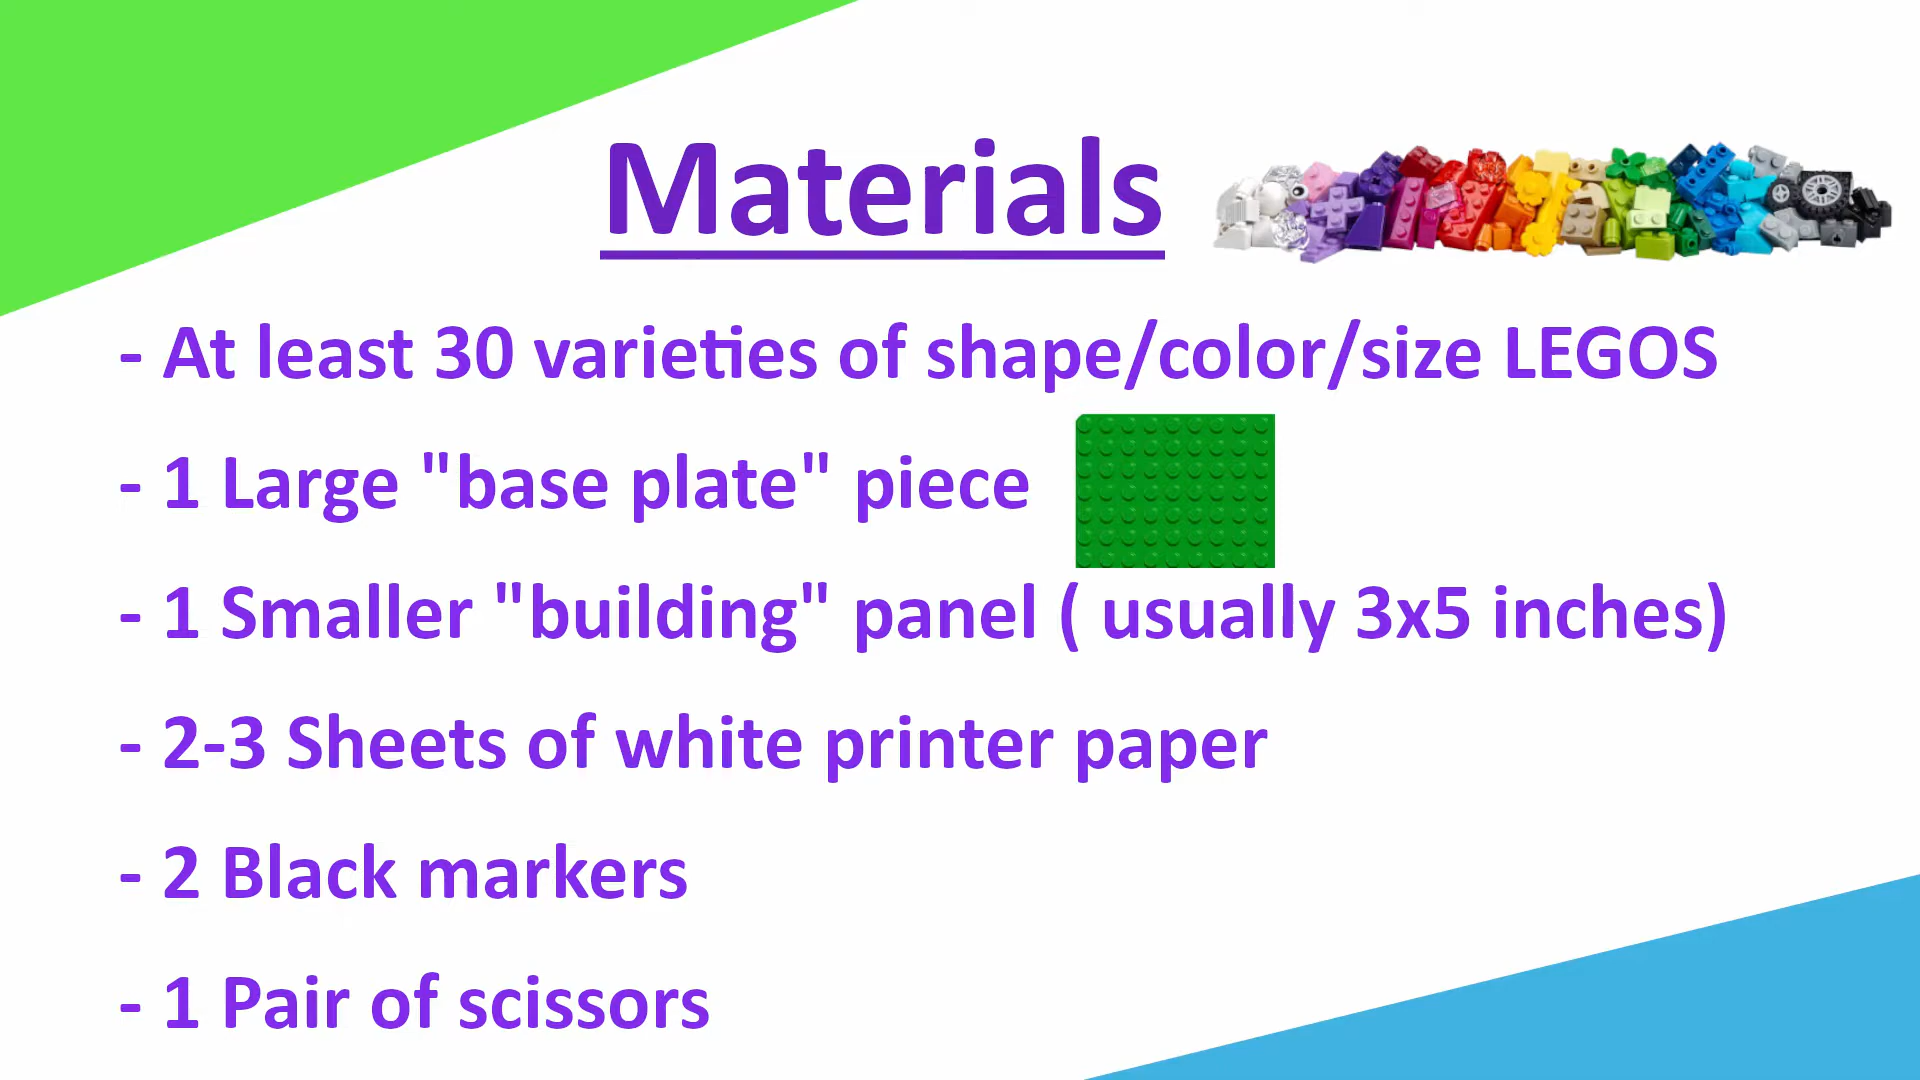 Materials
- At least 30 varieties of shape/color/size LEGOS
- 1 Large "base plate" piece
- 1 Smaller "building" panel ( usually 3x5 inches)
- 2-3 Sheets of white printer paper
- 2 Black markers
- 1 Pair of scissors